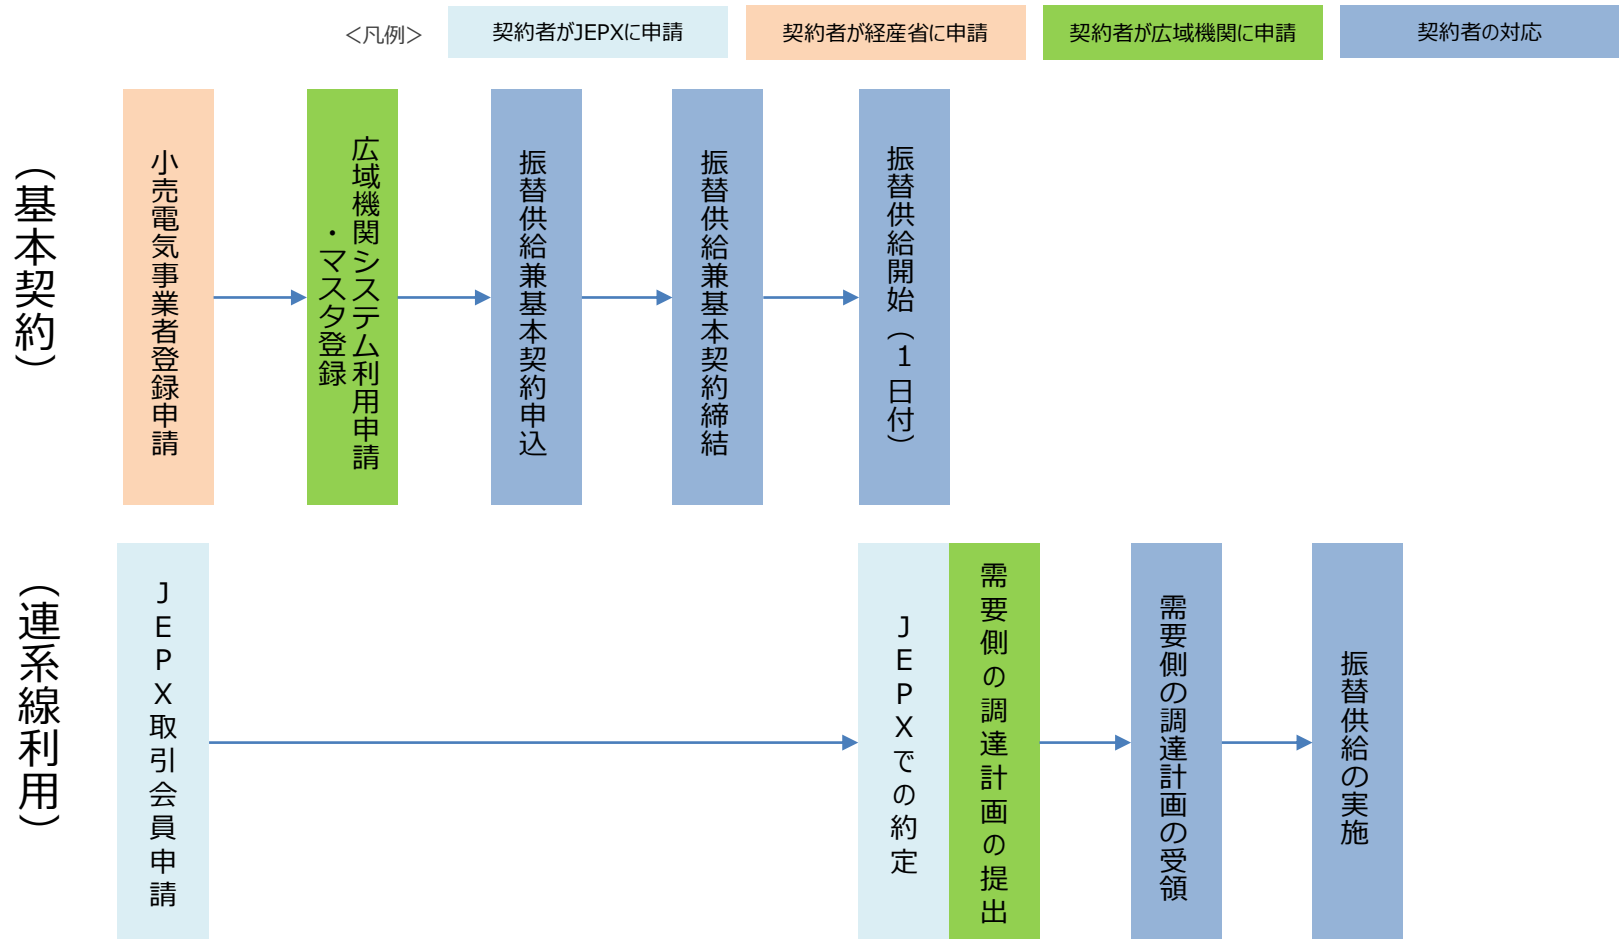 ＜凡例＞
契約者がJEPXに申請
契約者が経産省に申請
契約者が広域機関に申請
契約者の対応
（基本契約）
小売電気事業者登録申請
広域機関システム利用申請
・マスタ登録
振替供給兼基本契約申込
振替供給兼基本契約締結
振替供給開始（１日付）
（連系線利用）
ＪＥＰＸ取引会員申請
ＪＥＰＸでの約定
需要側の調達計画の提出
需要側の調達計画の受領
振替供給の実施